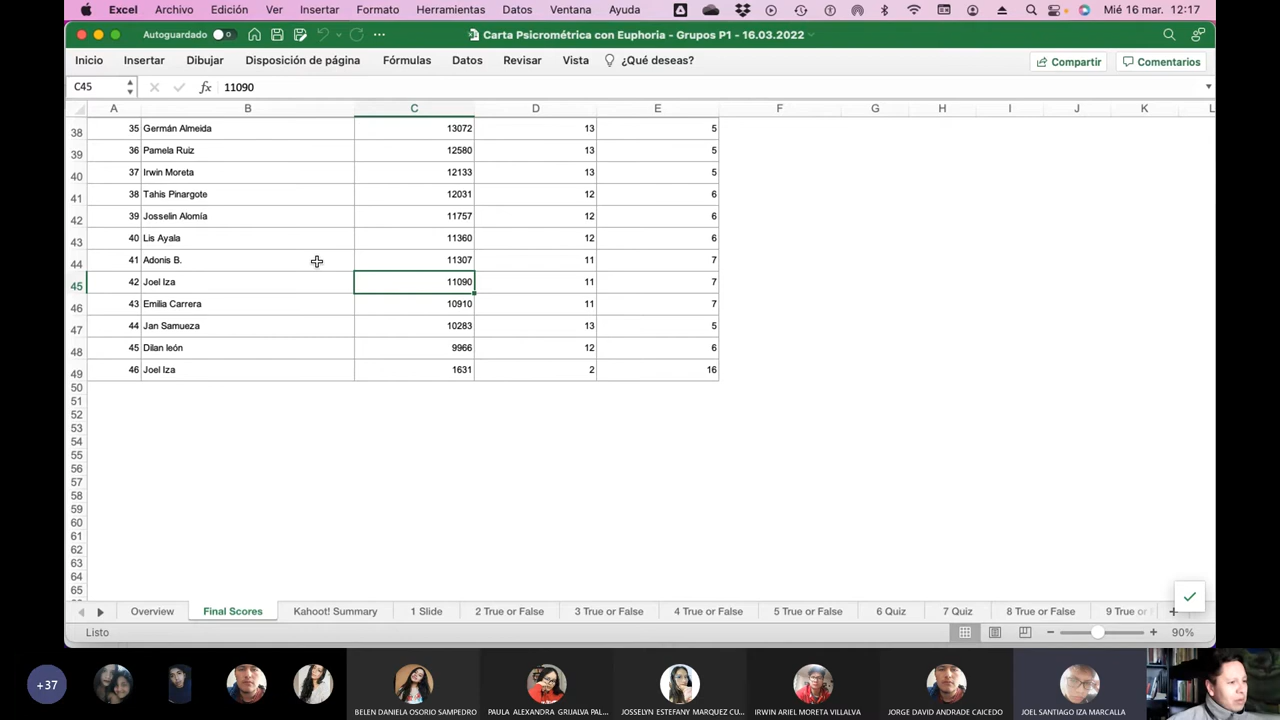 Excel Archivo Edición Ver Insertar Formato Herramientas Datos Ventana Ayuda Mié 16 mar. 12:17
Autoguardado Carta Psicrométrica con Euphoria - Grupos P1 - 16.03.2022
Inicio Insertar Dibujar Disposición de página Fórmulas Datos Revisar Vista ¿Qué deseas? Compartir Comentarios
C45 fx 11090
A B C D E F G H I J K L
38 35 Germán Almeida 13072 13 5
39 36 Pamela Ruiz 12580 13 5
40 37 Irwin Moreta 12133 13 5
41 38 Tahis Pinargote 12031 12 6
42 39 Josselin Alomía 11757 12 6
43 40 Lis Ayala 11360 12 6
44 41 Adonis B. 11307 11 7
45 42 Joel Iza 11090 11 7
46 43 Emilia Carrera 10910 11 7
47 44 Jan Samueza 10283 13 5
48 45 Dilan león 9966 12 6
49 46 Joel Iza 1631 2 16
50
51
52
53
54
55
56
57
58
59
60
61
62
63
64
65
Overview Final Scores Kahoot! Summary 1 Slide 2 True or False 3 True or False 4 True or False 5 True or False 6 Quiz 7 Quiz 8 True or False 9 True or
Listo 90%
+37 BELEN DANIELA OSORIO SAMPEDRO PAULA ALEXANDRA GRIJALVA PAL... JOSSELYN ESTEFANY MARQUEZ CU... IRWIN ARIEL MORETA VILLALVA JORGE DAVID ANDRADE CAICEDO JOEL SANTIAGO IZA MARCALLA